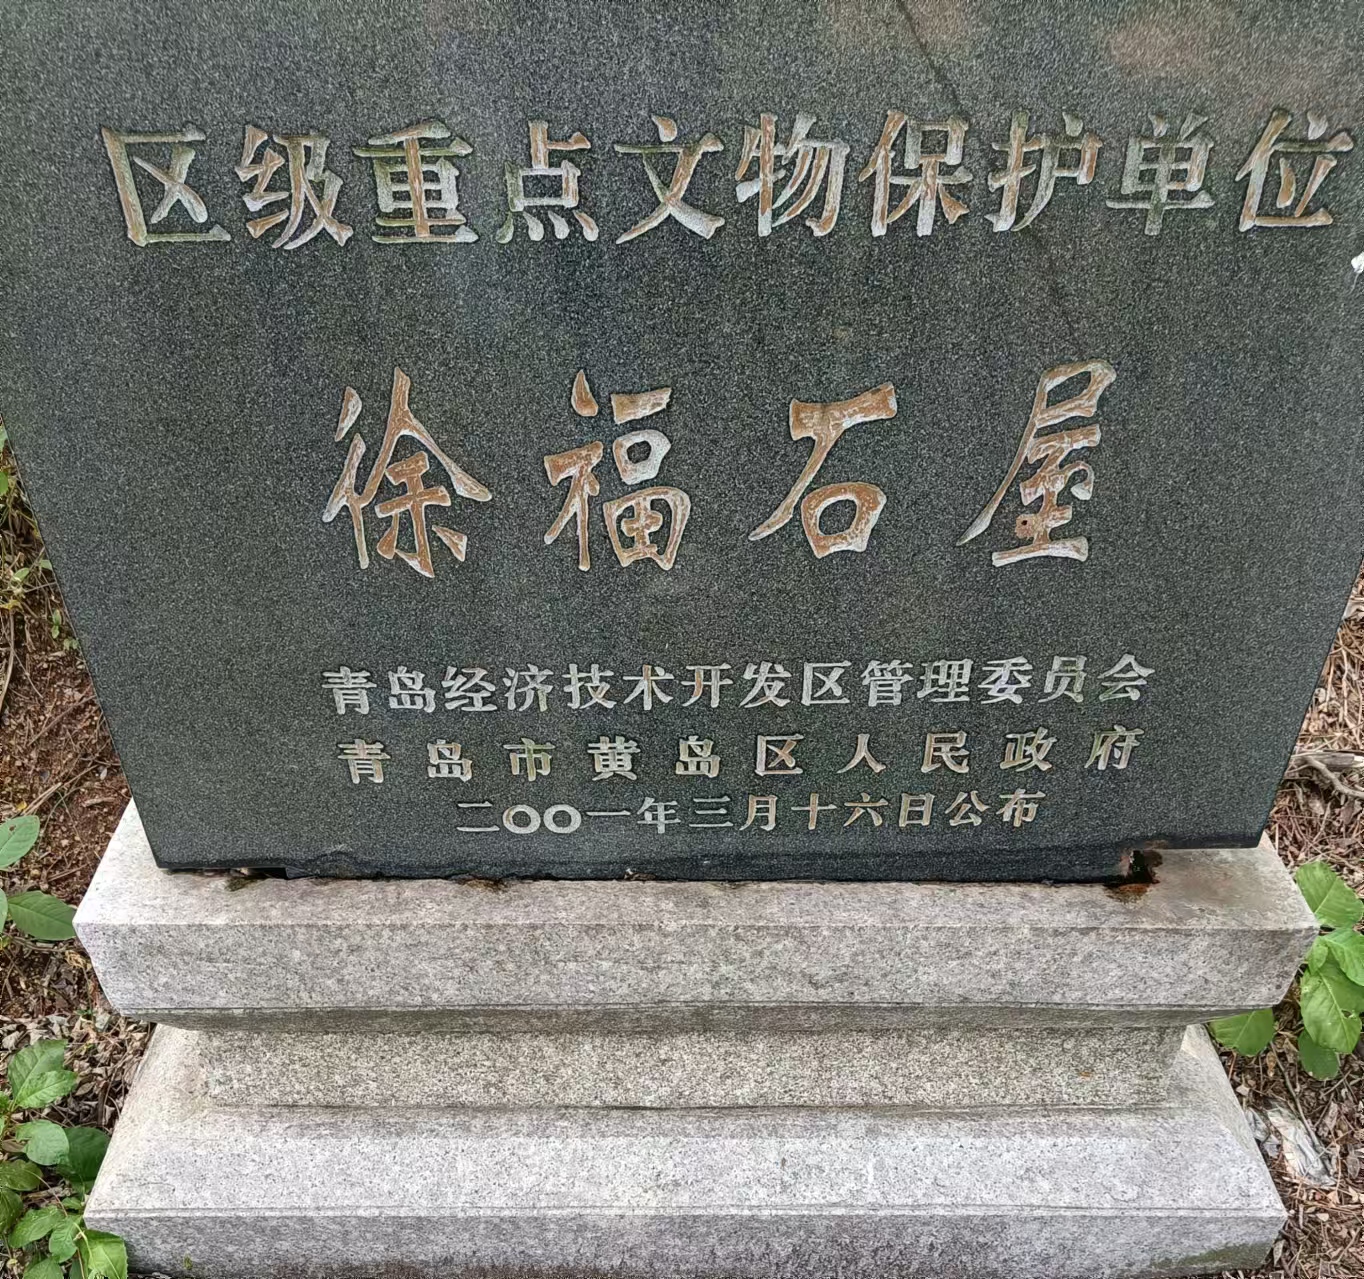 区级重点文物保护单位
徐福石屋
青岛经济技术开发区管理委员会
青岛市黄岛区人民政府
二〇〇一年三月十六日公布